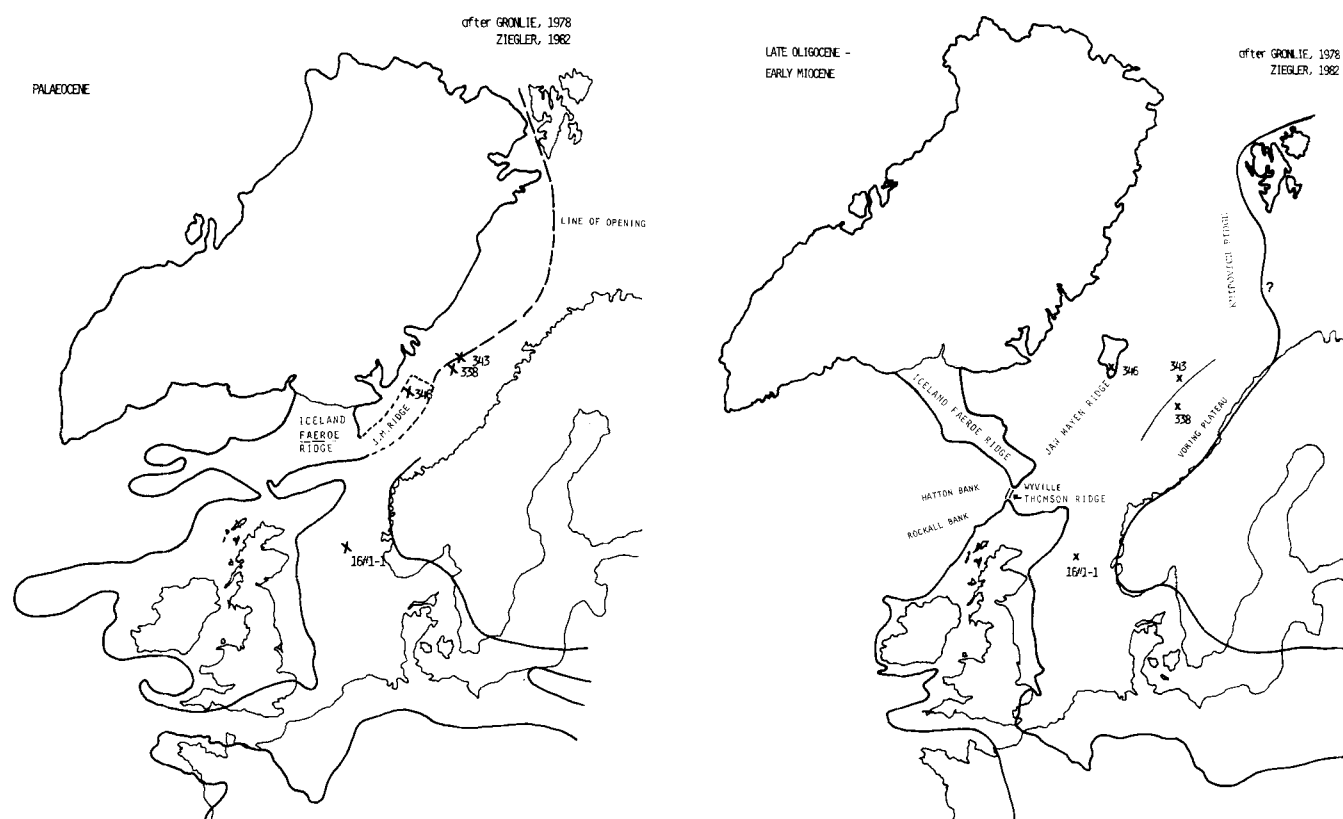 after GRONLIE, 1978
ZIEGLER, 1982
PALAEOCENE
LINE OF OPENING
343
338
346
J.M.RIDGE
ICELAND
FAEROE
RIDGE
16#1-1
LATE OLIGOCENE -
EARLY MIOCENE
after GRONLIE, 1978
ZIEGLER, 1982
KNIPOVICH RIDGE
?
346
343
338
ICELAND FAEROE RIDGE
JAN MAYEN RIDGE
VORING PLATEAU
HATTON BANK
WYVILLE
THOMSON RIDGE
ROCKALL BANK
16#1-1